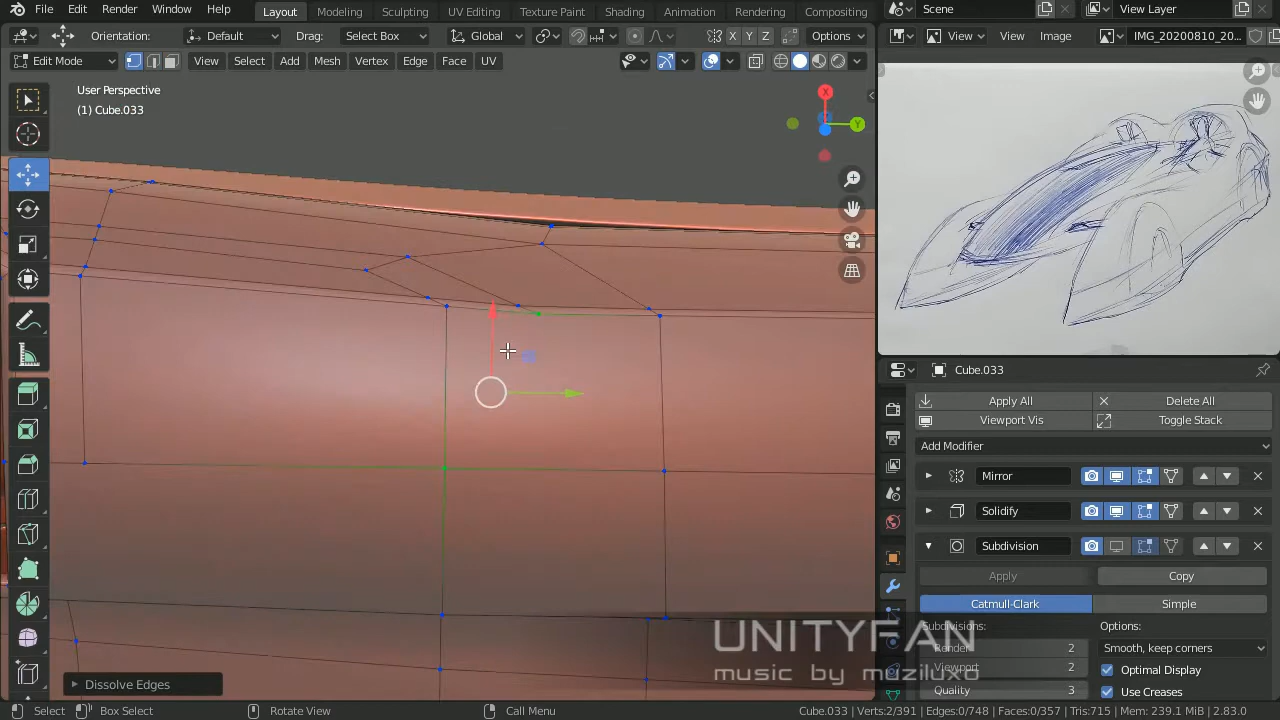 File Edit Render Window Help Layout Modeling Sculpting UV Editing Texture Paint Shading Animation Rendering Compositing Scene View Layer
Orientation: Default Drag: Select Box Global X Y Z Options View View Image IMG_20200810_20...
Edit Mode View Select Add Mesh Vertex Edge Face UV
User Perspective
(1) Cube.033
X
Y
Cube.033
Apply All Delete All
Viewport Vis Toggle Stack
Add Modifier
Mirror
Solidify
Subdivision
Apply Copy
Catmull-Clark Simple
Subdivisions: Options:
Render 2 Smooth, keep corners
Viewport 2 Optimal Display
Quality 3 Use Creases
UNITYFAN
music by muziluxo
Dissolve Edges
Select Box Select Rotate View Call Menu Cube.033 | Verts:2/391 | Edges:0/748 | Faces:0/357 | Tris:715 | Mem: 239.1 MiB | 2.83.0